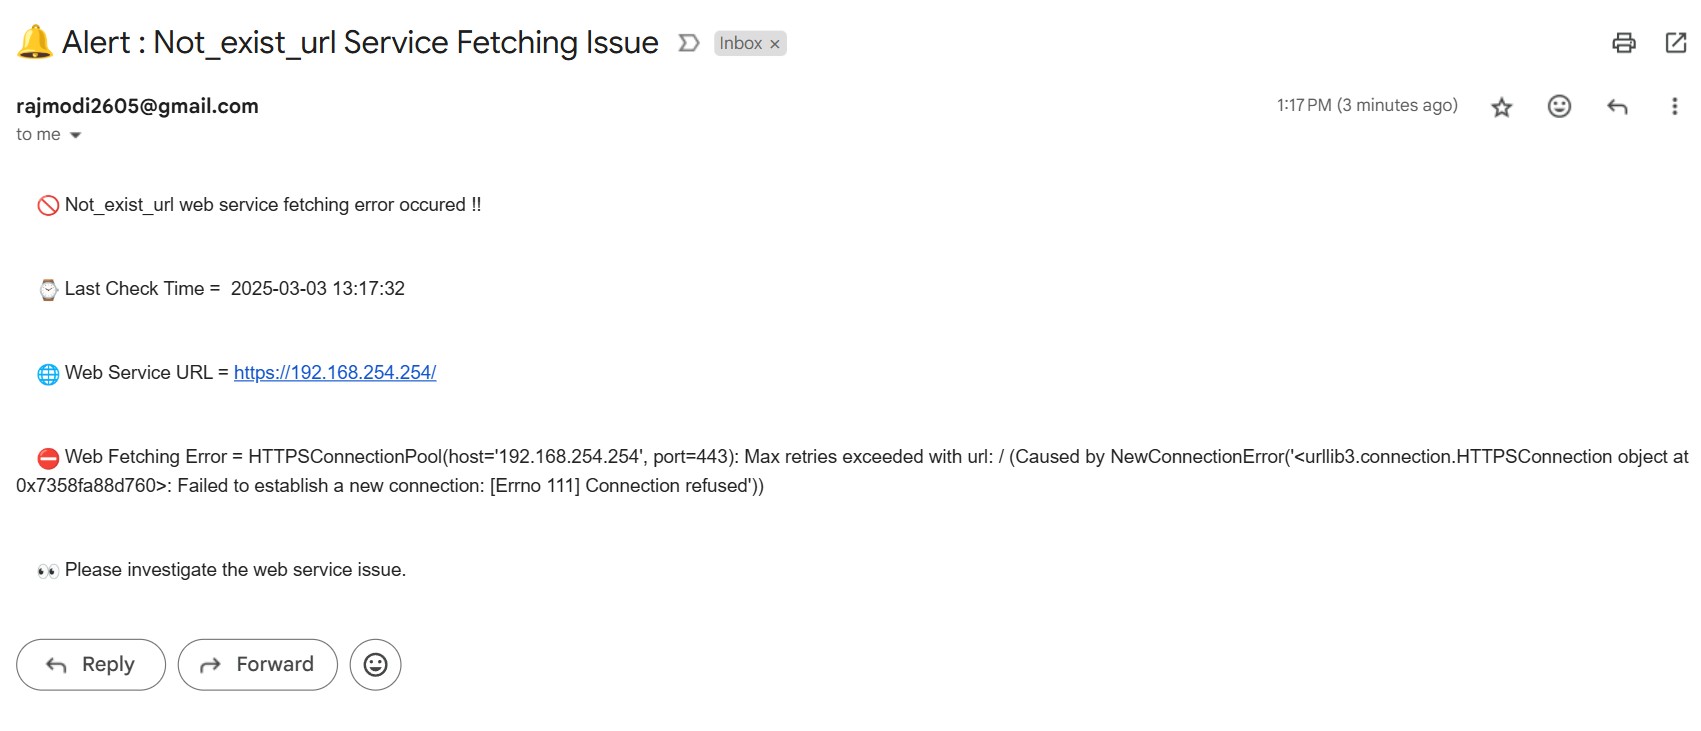 🔔 Alert : Not_exist_url Service Fetching Issue Inbox ×
rajmodi2605@gmail.com 1:17 PM (3 minutes ago)
to me
🚫 Not_exist_url web service fetching error occured !!
⌚ Last Check Time =  2025-03-03 13:17:32
🌐 Web Service URL = https://192.168.254.254/
⛔ Web Fetching Error = HTTPSConnectionPool(host='192.168.254.254', port=443): Max retries exceeded with url: / (Caused by NewConnectionError('<urllib3.connection.HTTPSConnection object at
0x7358fa88d760>: Failed to establish a new connection: [Errno 111] Connection refused'))
👀 Please investigate the web service issue.
Reply Forward